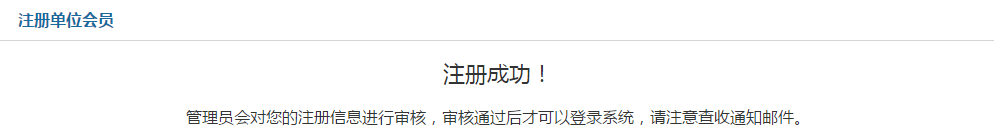 注册单位会员
注册成功！
管理员会对您的注册信息进行审核，审核通过后才可以登录系统，请注意查收通知邮件。